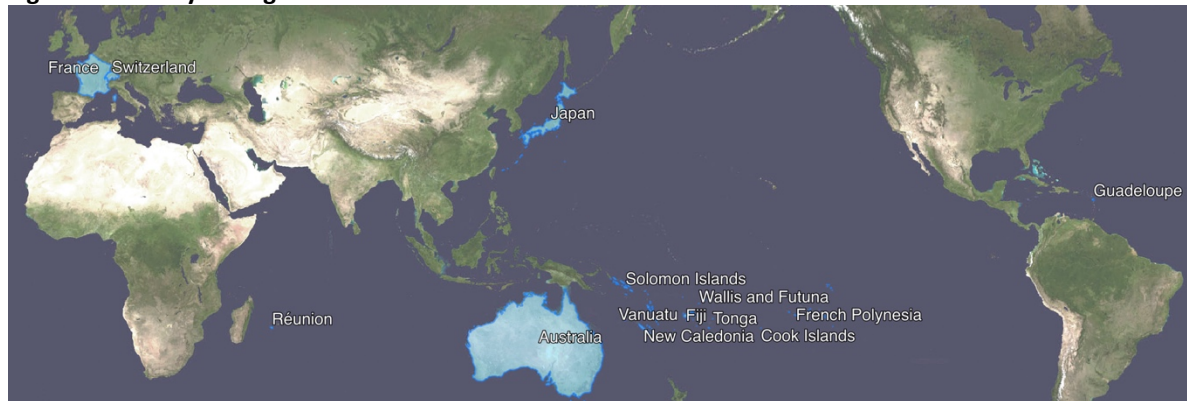 France Switzerland
Japan
Guadeloupe
Solomon Islands
Wallis and Futuna
Réunion
Vanuatu Fiji Tonga French Polynesia
Australia
New Caledonia Cook Islands